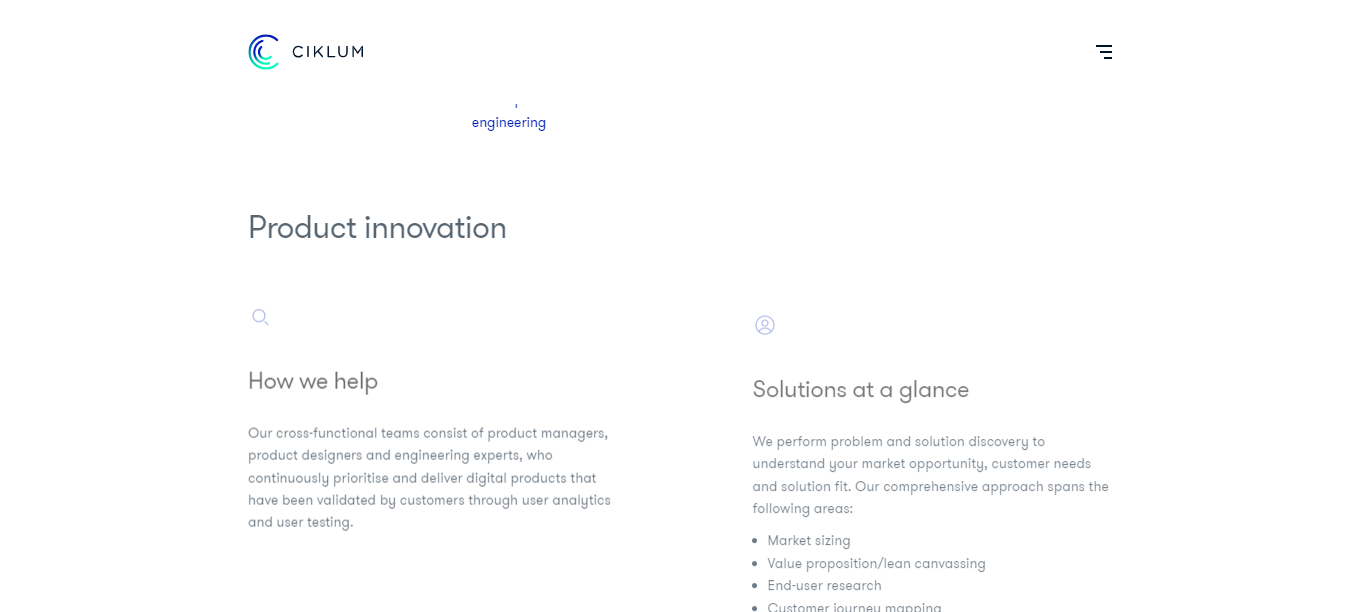 CIKLUM
engineering
Product innovation
How we help
Our cross-functional teams consist of product managers,
product designers and engineering experts, who
continuously prioritise and deliver digital products that
have been validated by customers through user analytics
and user testing.
Solutions at a glance
We perform problem and solution discovery to
understand your market opportunity, customer needs
and solution fit. Our comprehensive approach spans the
following areas:
Market sizing
Value proposition/lean canvassing
End-user research
Customer journey mapping